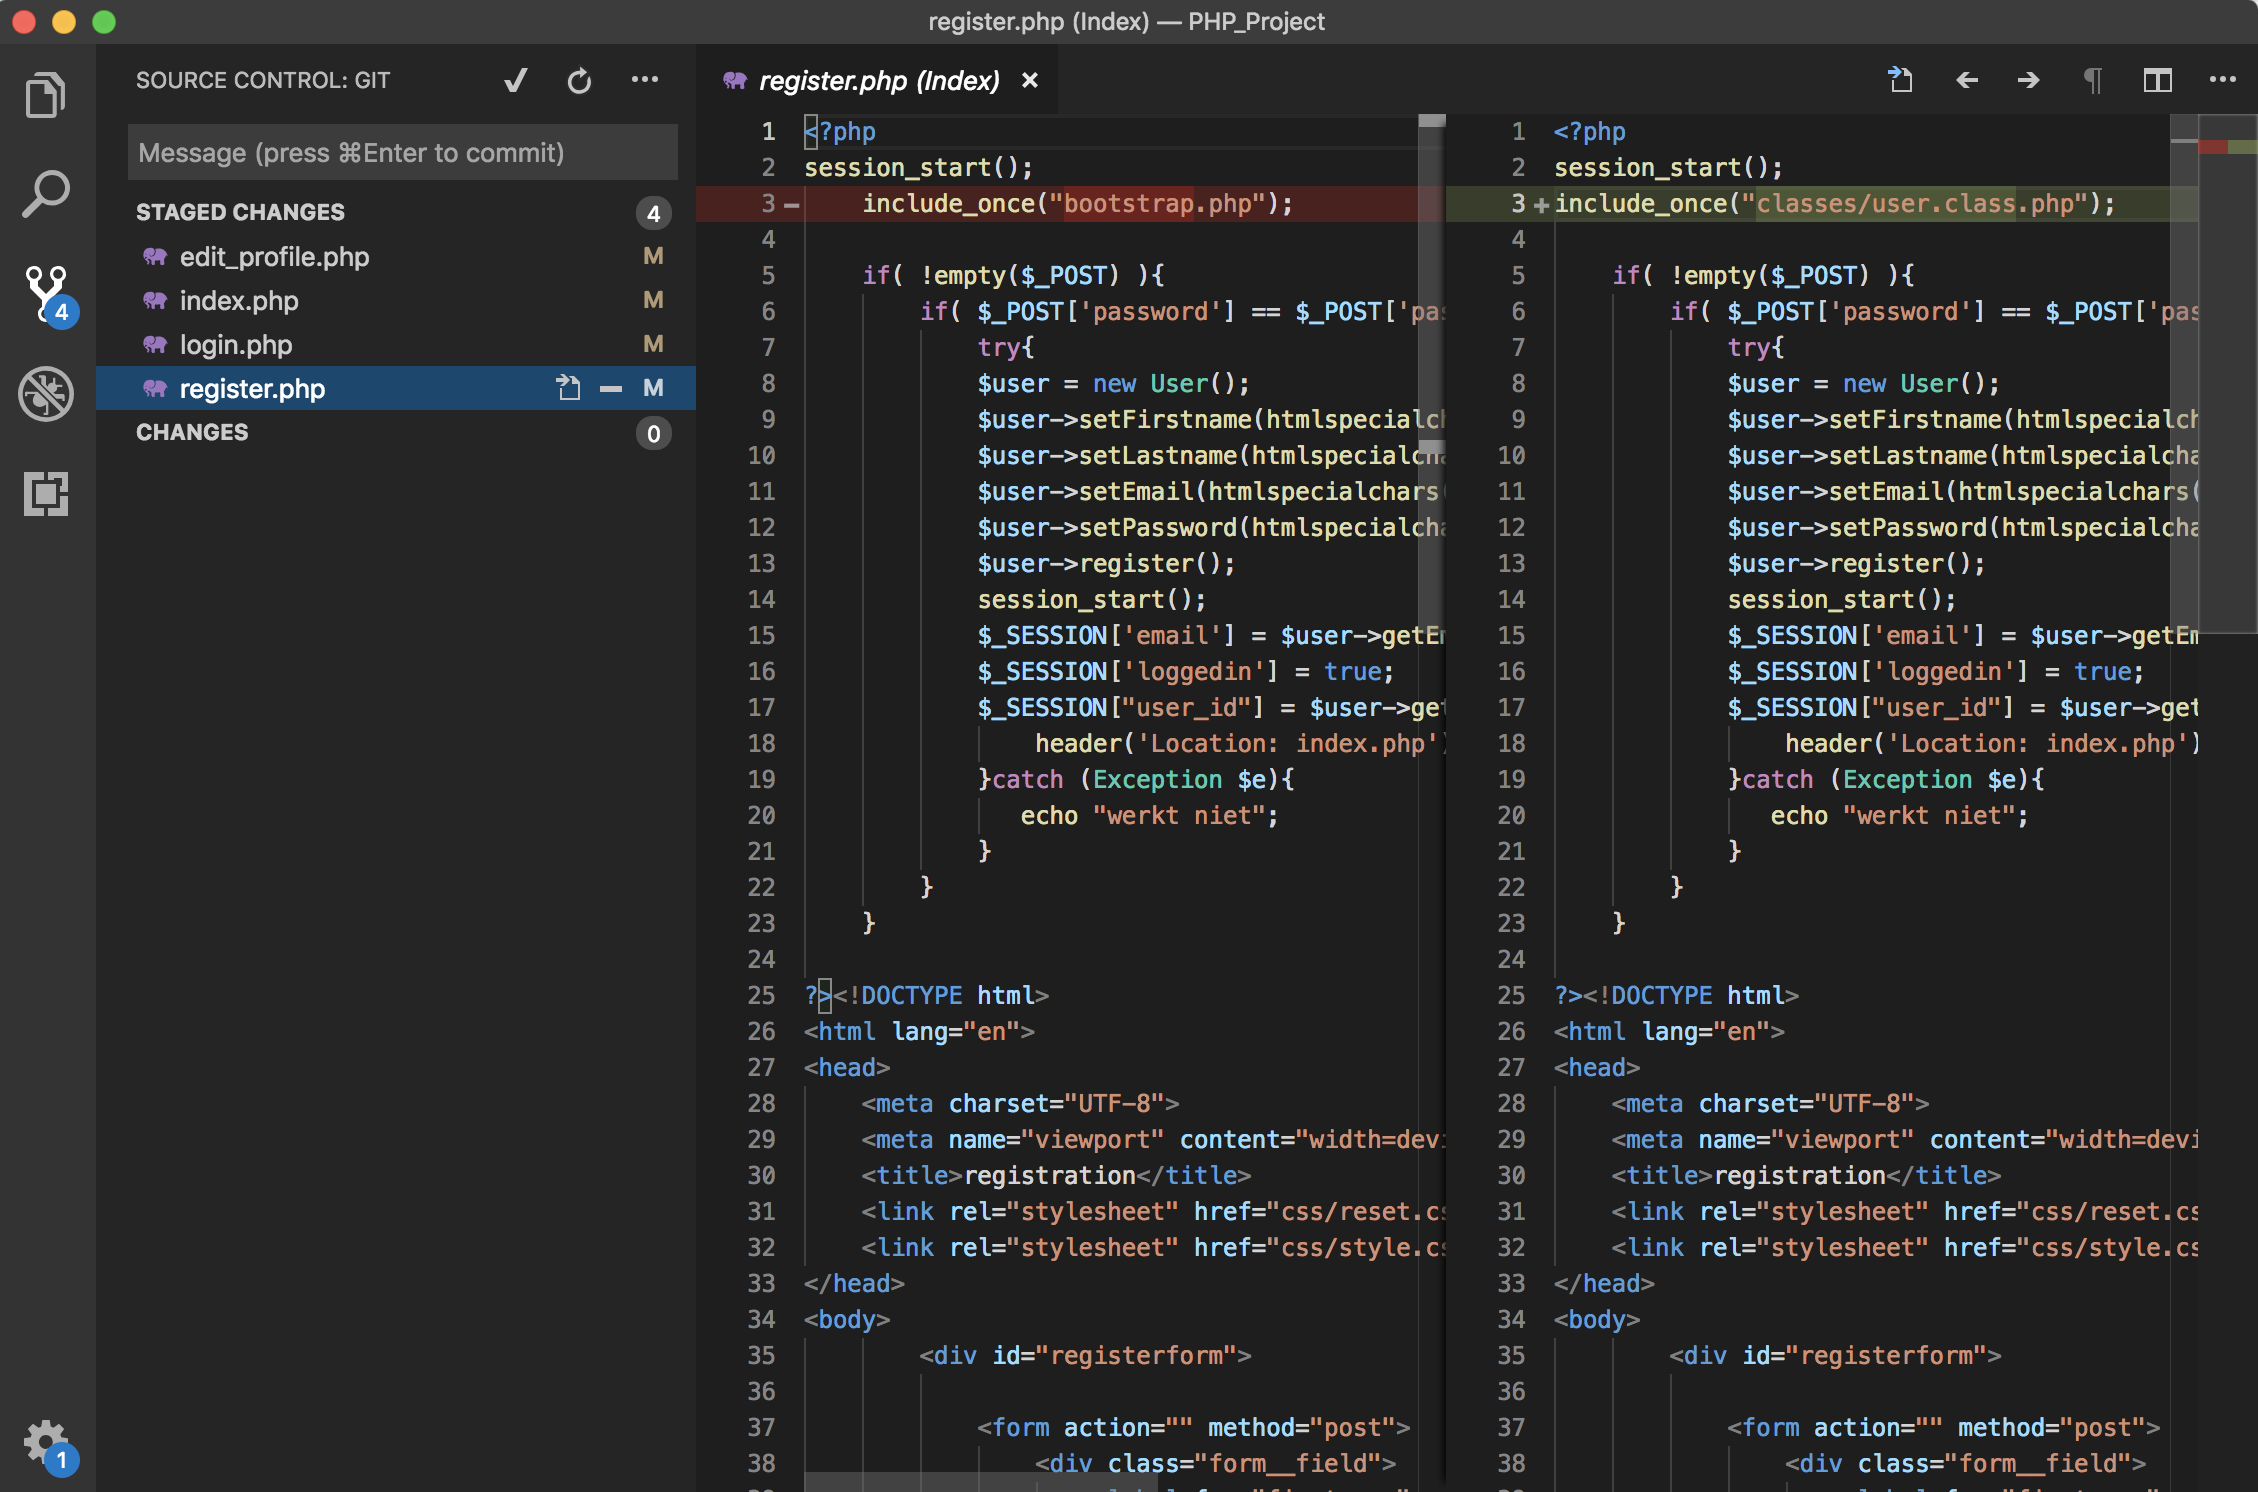 register.php (Index) — PHP_Project
SOURCE CONTROL: GIT
Message (press ⌘Enter to commit)
STAGED CHANGES 4
edit_profile.php M
index.php M
login.php M
register.php M
CHANGES 0
4
1
register.php (Index) ×
1 <?php
2 session_start();
3 − include_once("bootstrap.php");
4
5 if( !empty($_POST) ){
6 if( $_POST['password'] == $_POST['pas
7 try{
8 $user = new User();
9 $user->setFirstname(htmlspecialch
10 $user->setLastname(htmlspecialcha
11 $user->setEmail(htmlspecialchars(
12 $user->setPassword(htmlspecialcha
13 $user->register();
14 session_start();
15 $_SESSION['email'] = $user->getEm
16 $_SESSION['loggedin'] = true;
17 $_SESSION["user_id"] = $user->get
18 header('Location: index.php')
19 }catch (Exception $e){
20 echo "werkt niet";
21 }
22 }
23 }
24
25 ?><!DOCTYPE html>
26 <html lang="en">
27 <head>
28 <meta charset="UTF-8">
29 <meta name="viewport" content="width=devi
30 <title>registration</title>
31 <link rel="stylesheet" href="css/reset.cs
32 <link rel="stylesheet" href="css/style.cs
33 </head>
34 <body>
35 <div id="registerform">
36
37 <form action="" method="post">
38 <div class="form__field">
1 <?php
2 session_start();
3 + include_once("classes/user.class.php");
4
5 if( !empty($_POST) ){
6 if( $_POST['password'] == $_POST['pas
7 try{
8 $user = new User();
9 $user->setFirstname(htmlspecialch
10 $user->setLastname(htmlspecialcha
11 $user->setEmail(htmlspecialchars(
12 $user->setPassword(htmlspecialcha
13 $user->register();
14 session_start();
15 $_SESSION['email'] = $user->getEm
16 $_SESSION['loggedin'] = true;
17 $_SESSION["user_id"] = $user->get
18 header('Location: index.php')
19 }catch (Exception $e){
20 echo "werkt niet";
21 }
22 }
23 }
24
25 ?><!DOCTYPE html>
26 <html lang="en">
27 <head>
28 <meta charset="UTF-8">
29 <meta name="viewport" content="width=devi
30 <title>registration</title>
31 <link rel="stylesheet" href="css/reset.cs
32 <link rel="stylesheet" href="css/style.cs
33 </head>
34 <body>
35 <div id="registerform">
36
37 <form action="" method="post">
38 <div class="form__field">